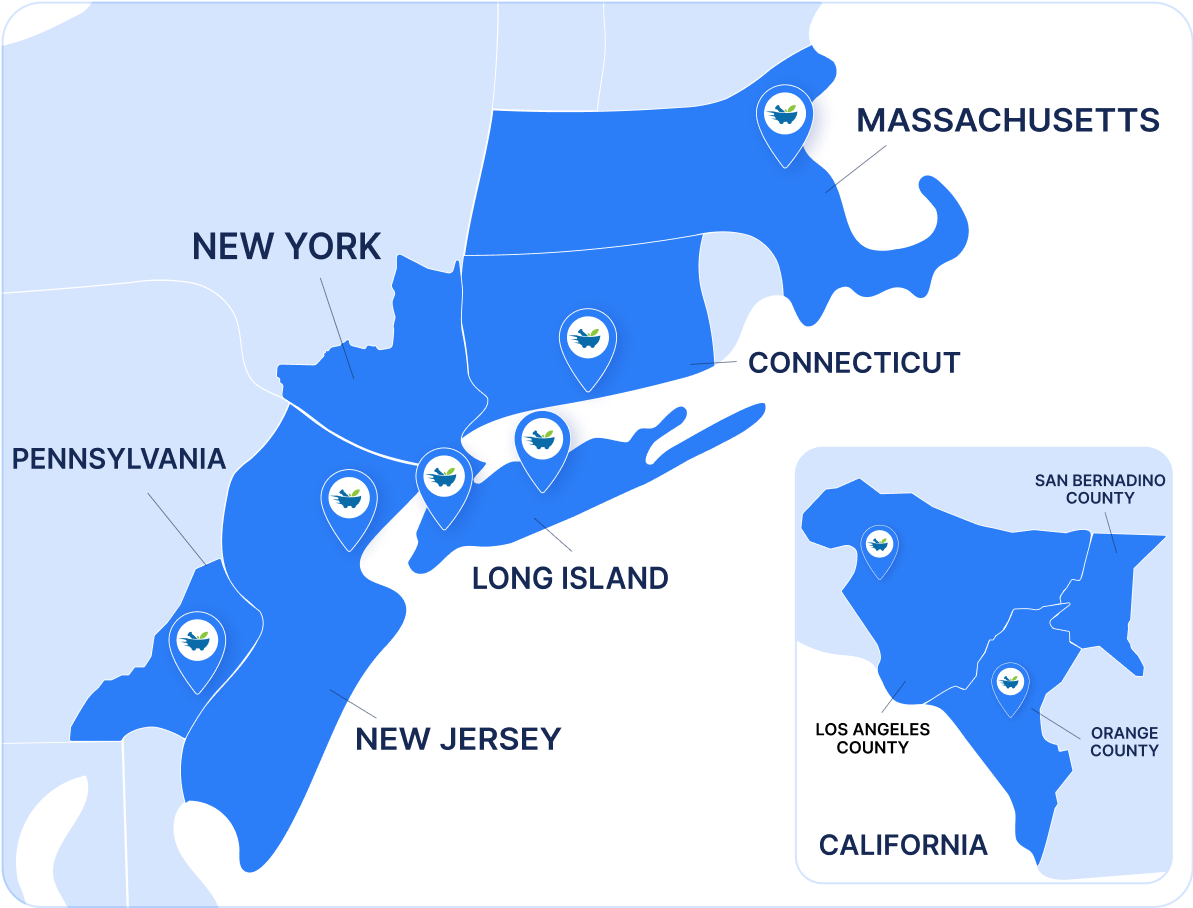 MASSACHUSETTS
NEW YORK
CONNECTICUT
PENNSYLVANIA
LONG ISLAND
NEW JERSEY
SAN BERNADINO
COUNTY
LOS ANGELES
COUNTY
ORANGE
COUNTY
CALIFORNIA